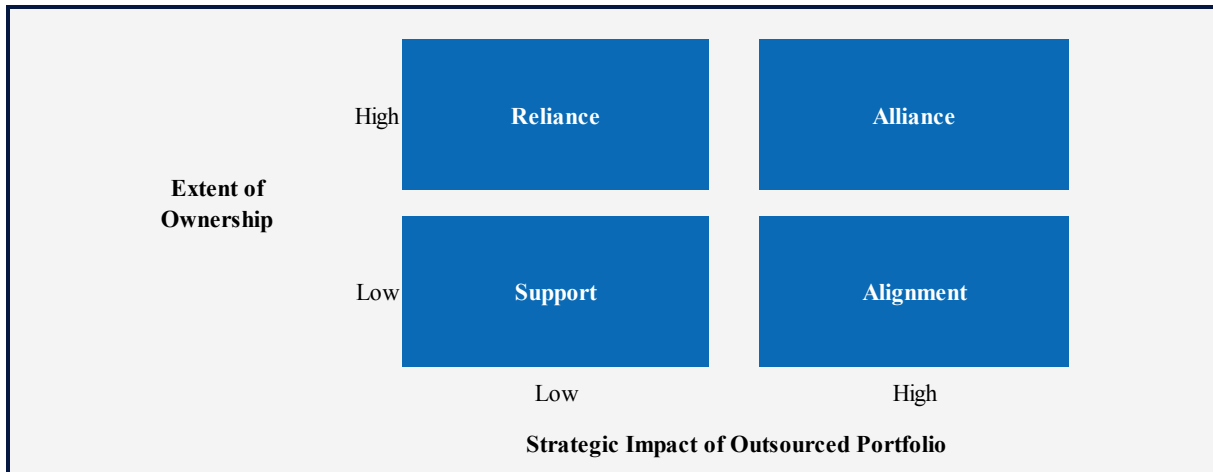 High
Reliance
Alliance
Extent of
Ownership
Low
Support
Alignment
Low
High
Strategic Impact of Outsourced Portfolio